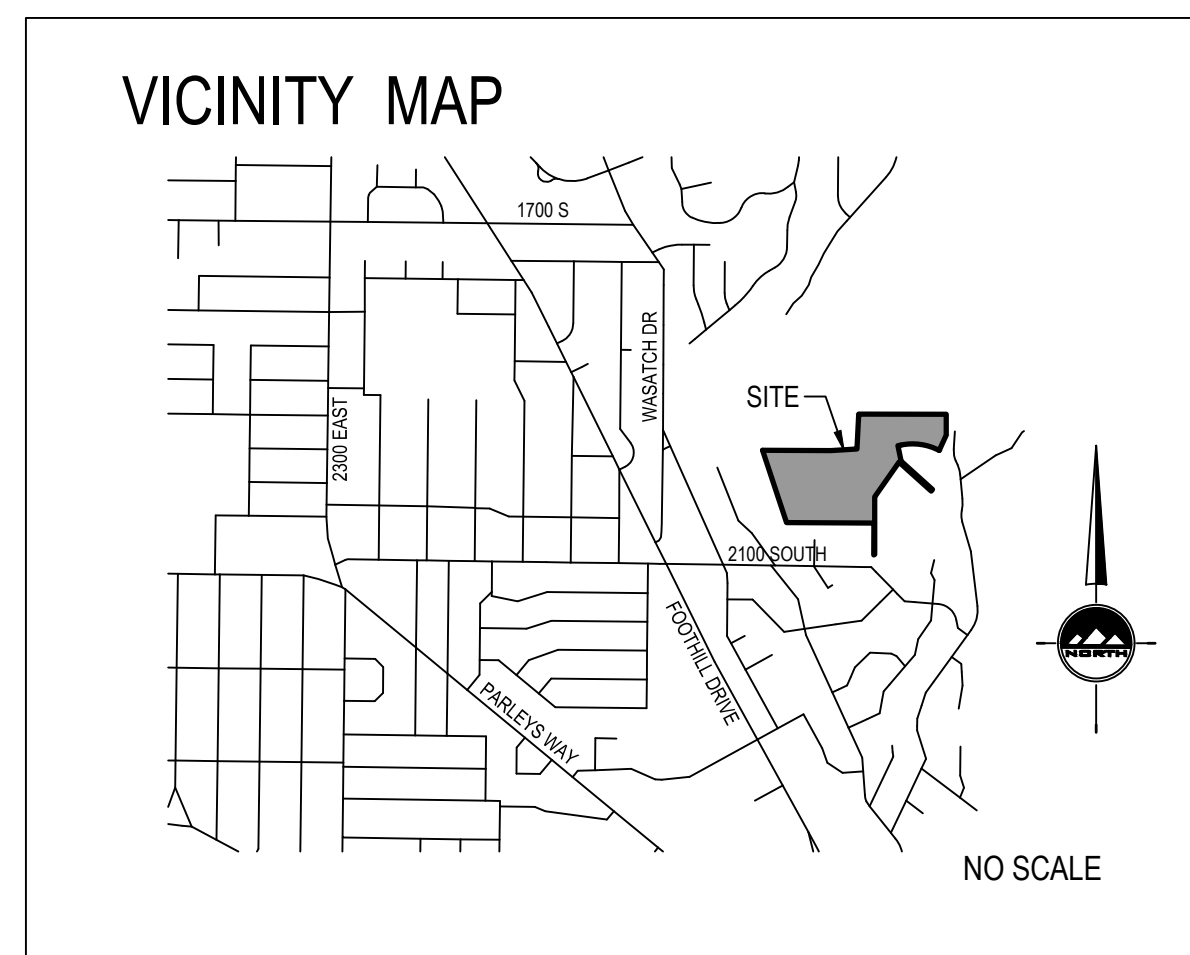 VICINITY MAP
1700 S
WASATCH DR
SITE
2300 EAST
2100 SOUTH
FOOTHILL DRIVE
NORTH
PARLEYS WAY
NO SCALE